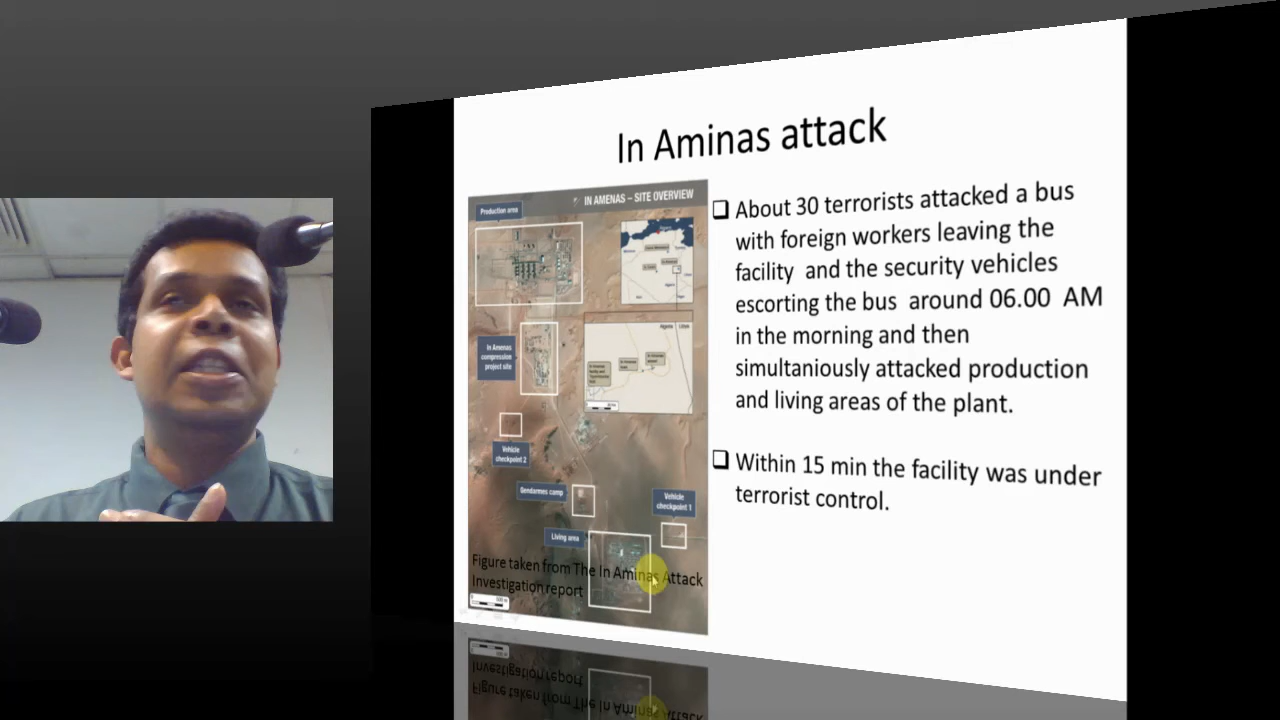 In Aminas attack
IN AMENAS – SITE OVERVIEW
Production area
In Amenas
compression
project site
Vehicle
checkpoint 2
Gendarmes camp
Vehicle
checkpoint 1
Living area
Figure taken from The In Aminas Attack
Investigation report
About 30 terrorists attacked a bus
with foreign workers leaving the
facility and the security vehicles
escorting the bus around 06.00 AM
in the morning and then
simultaniously attacked production
and living areas of the plant.
Within 15 min the facility was under
terrorist control.